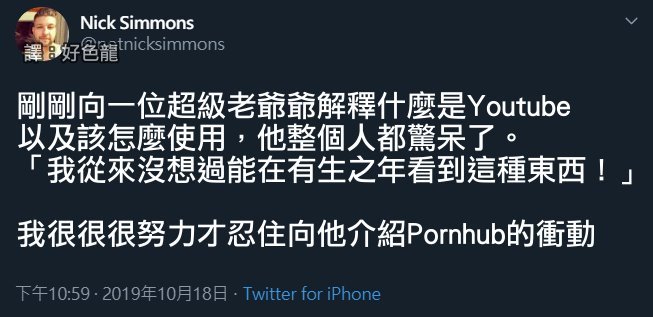 Nick Simmons
@notnicksimmons
譯：好色龍
剛剛向一位超級老爺爺解釋什麼是Youtube
以及該怎麼使用，他整個人都驚呆了。
「我從來沒想過能在有生之年看到這種東西！」
我很很很努力才忍住向他介紹Pornhub的衝動
下午10:59 · 2019年10月18日 · Twitter for iPhone